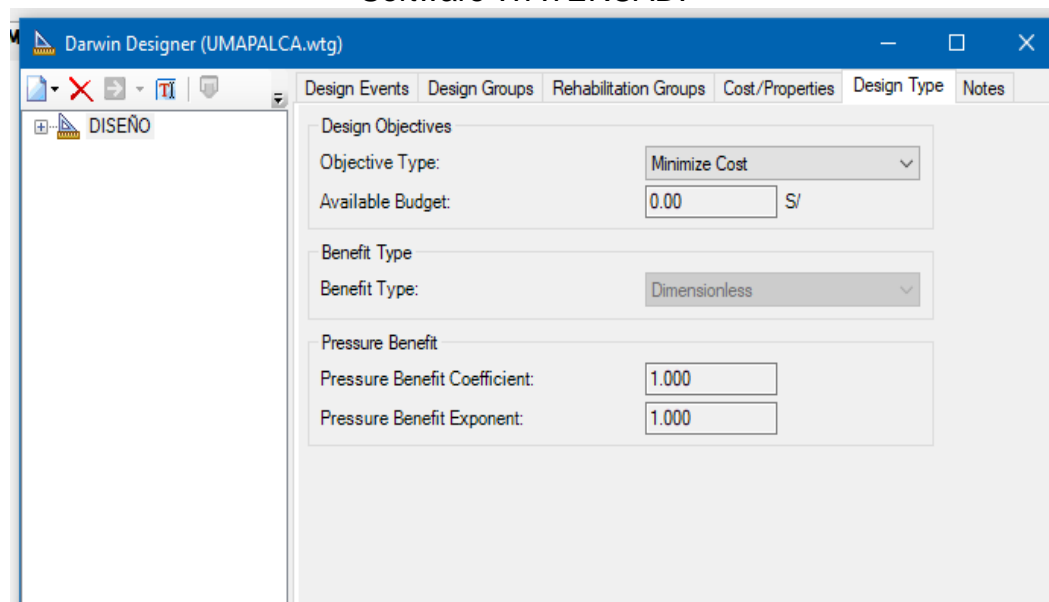 Software WATERCAD.
M
Darwin Designer (UMAPALCA.wtg)
Design Events Design Groups Rehabilitation Groups Cost/Properties Design Type Notes
DISEÑO
Design Objectives
Objective Type: Minimize Cost
Available Budget: 0.00 S/
Benefit Type
Benefit Type: Dimensionless
Pressure Benefit
Pressure Benefit Coefficient: 1.000
Pressure Benefit Exponent: 1.000